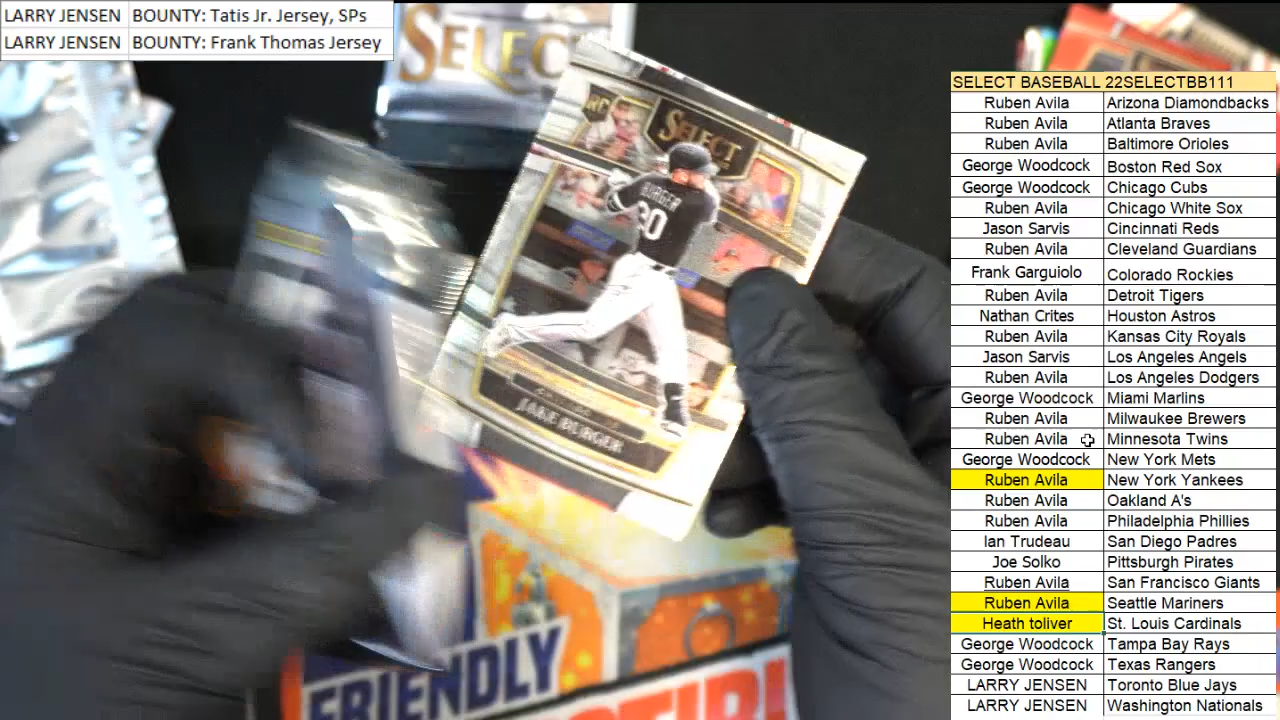 LARRY JENSEN BOUNTY: Tatis Jr. Jersey, SPs
LARRY JENSEN BOUNTY: Frank Thomas Jersey
SELECT
RC
SELECT
BURGER
30
JAKE BURGER
FRIENDLY
SELECT BASEBALL 22SELECTBB111
Ruben Avila Arizona Diamondbacks
Ruben Avila Atlanta Braves
Ruben Avila Baltimore Orioles
George Woodcock Boston Red Sox
George Woodcock Chicago Cubs
Ruben Avila Chicago White Sox
Jason Sarvis Cincinnati Reds
Ruben Avila Cleveland Guardians
Frank Garguiolo Colorado Rockies
Ruben Avila Detroit Tigers
Nathan Crites Houston Astros
Ruben Avila Kansas City Royals
Jason Sarvis Los Angeles Angels
Ruben Avila Los Angeles Dodgers
George Woodcock Miami Marlins
Ruben Avila Milwaukee Brewers
Ruben Avila Minnesota Twins
George Woodcock New York Mets
Ruben Avila New York Yankees
Ruben Avila Oakland A's
Ruben Avila Philadelphia Phillies
Ian Trudeau San Diego Padres
Joe Solko Pittsburgh Pirates
Ruben Avila San Francisco Giants
Ruben Avila Seattle Mariners
Heath toliver St. Louis Cardinals
George Woodcock Tampa Bay Rays
George Woodcock Texas Rangers
LARRY JENSEN Toronto Blue Jays
LARRY JENSEN Washington Nationals